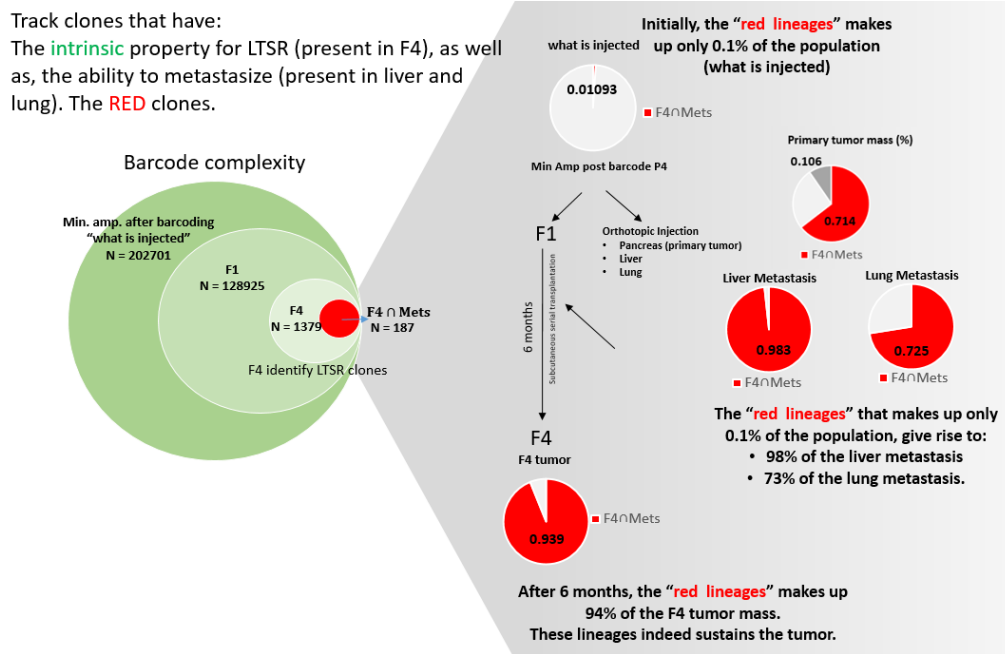 Track clones that have:
The intrinsic property for LTSR (present in F4), as well
as, the ability to metastasize (present in liver and
lung). The RED clones.
Barcode complexity
Min. amp. after barcoding
“what is injected”
N = 202701
F1
N = 128925
F4
N = 1379
F4 ∩ Mets
N = 187
F4 identify LTSR clones
Initially, the “red lineages” makes
up only 0.1% of the population
(what is injected)
what is injected
0.01093
F4∩Mets
Min Amp post barcode P4
F1
Orthotopic Injection
• Pancreas (primary tumor)
• Liver
• Lung
6 months
Subcutaneous serial transplantation
F4
F4 tumor
0.939
F4∩Mets
Primary tumor mass (%)
0.106
0.714
F4∩Mets
Liver Metastasis
0.983
F4∩Mets
Lung Metastasis
0.725
F4∩Mets
The “red lineages” that makes up only
0.1% of the population, give rise to:
• 98% of the liver metastasis
• 73% of the lung metastasis.
After 6 months, the “red lineages” makes up
94% of the F4 tumor mass.
These lineages indeed sustains the tumor.